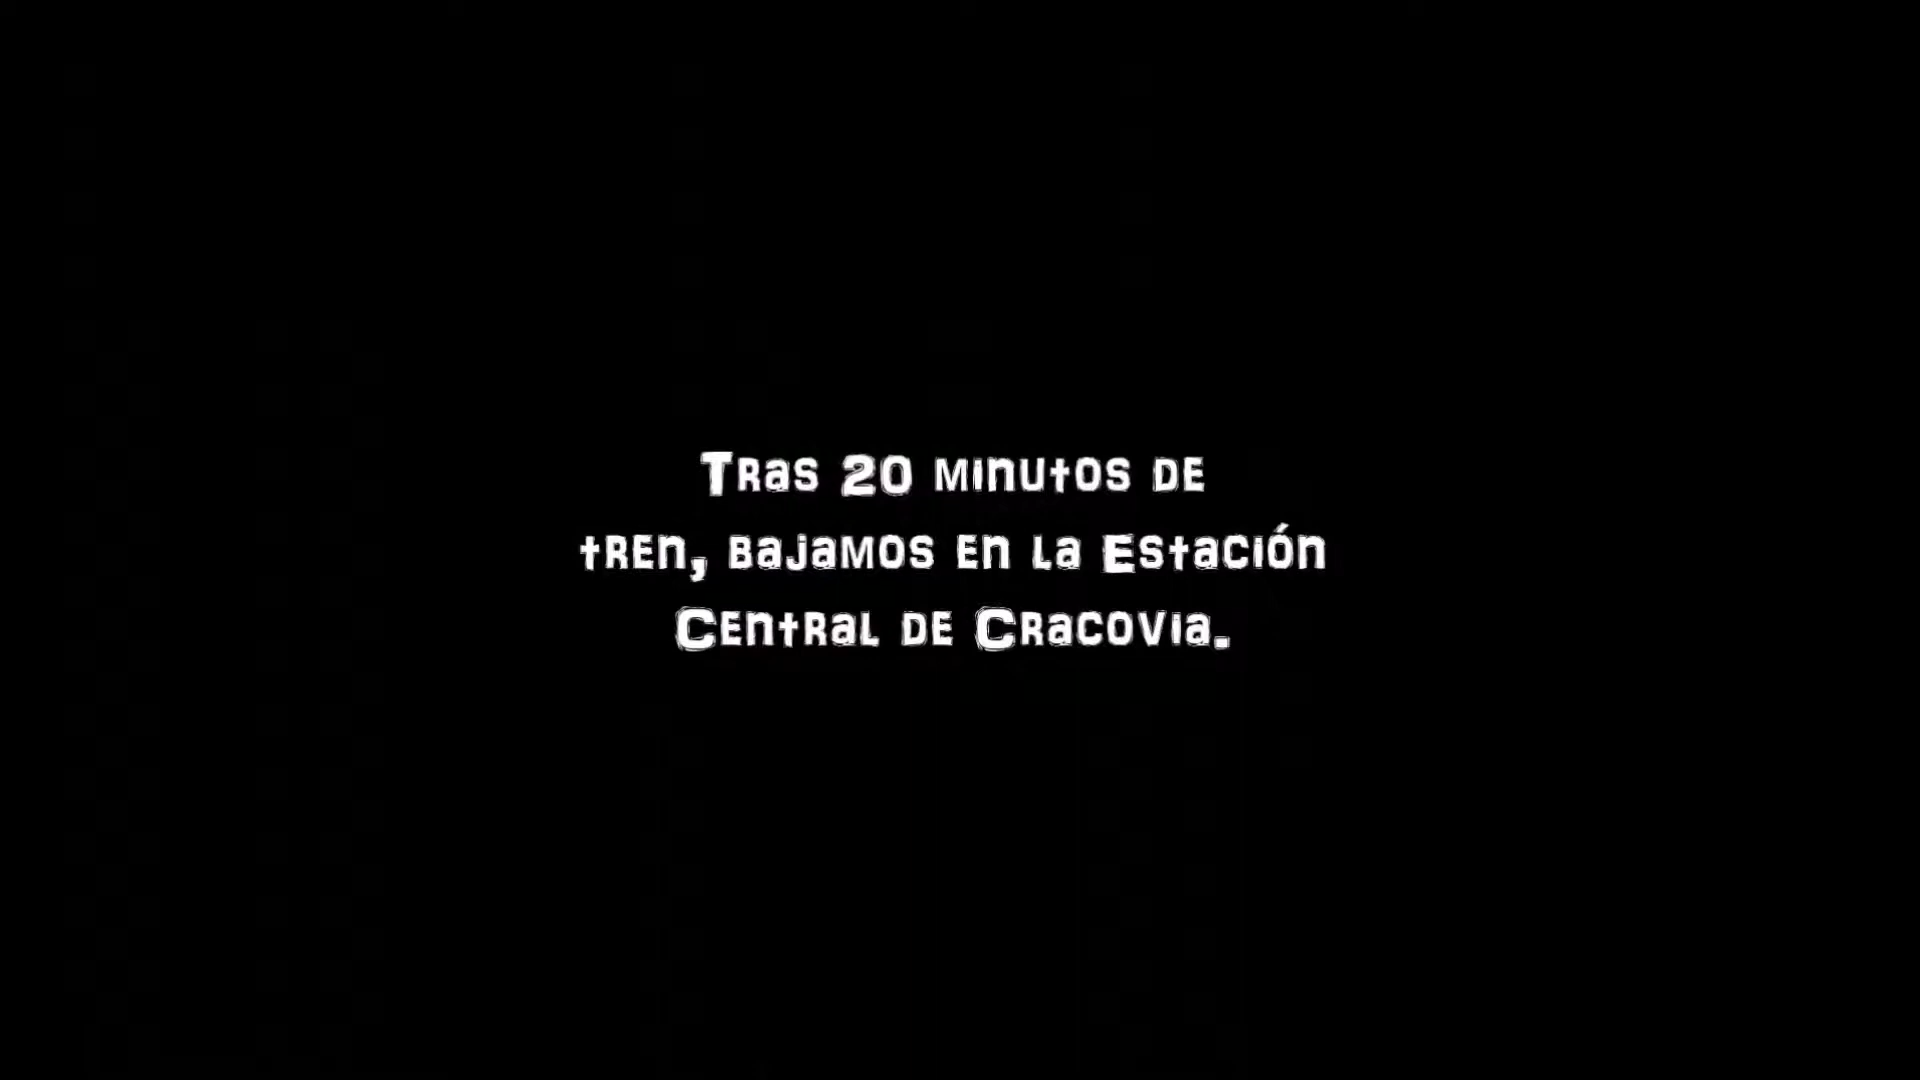 Tras 20 minutos de
tren, bajamos en la Estación
Central de Cracovia.